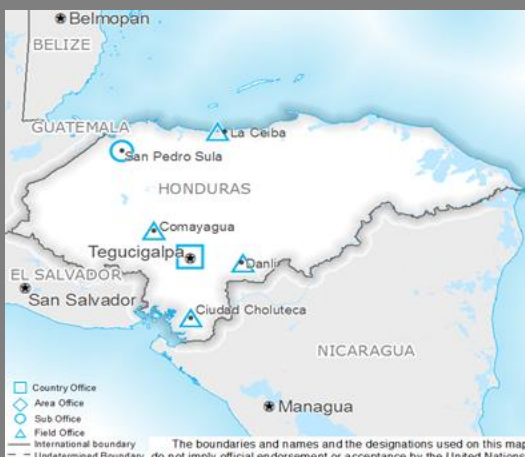 Belmopan
BELIZE
GUATEMALA
La Ceiba
San Pedro Sula
HONDURAS
Comayagua
Tegucigalpa
Danli
EL SALVADOR
San Salvador
Ciudad Choluteca
NICARAGUA
Managua
Country Office
Area Office
Sub Office
Field Office
International boundary
Undetermined Boundary
The boundaries and names and the designations used on this map
do not imply official endorsement or acceptance by the United Nations